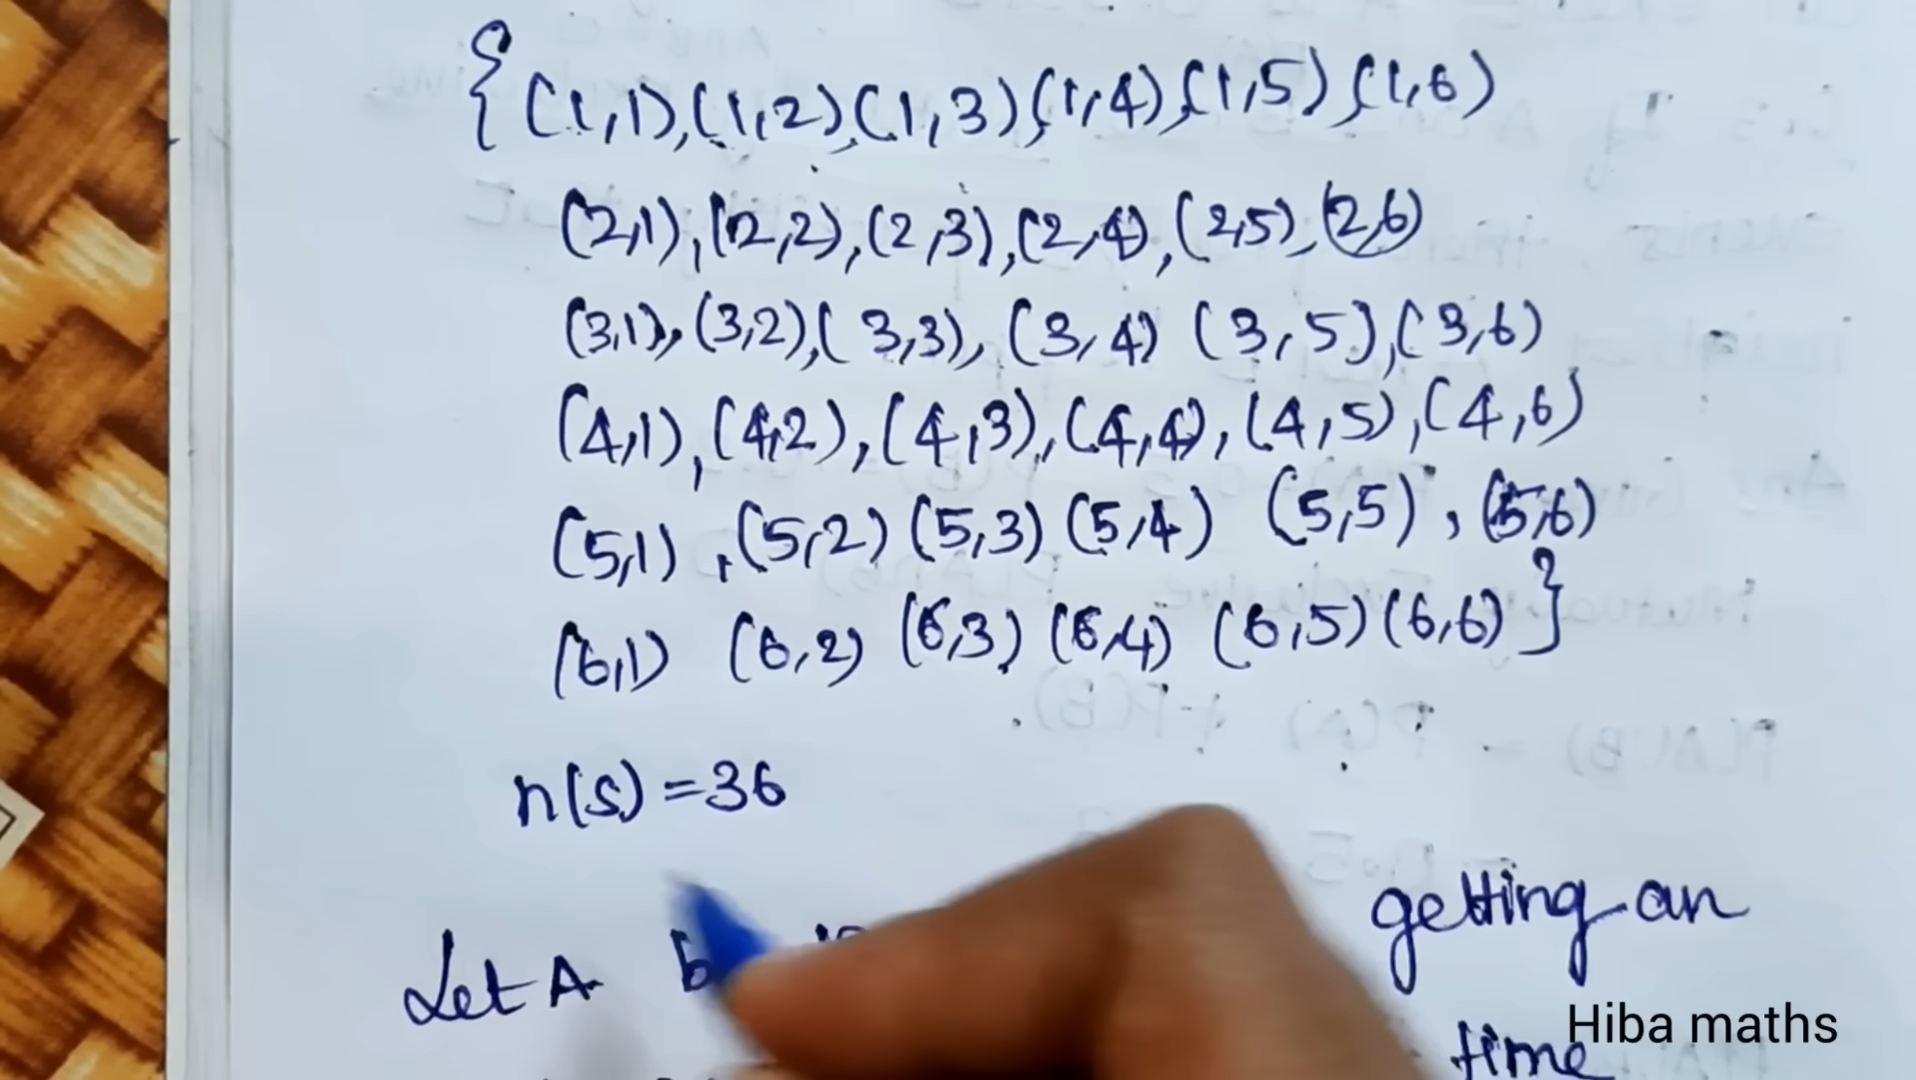 { (1,1), (1,2), (1,3), (1,4), (1,5), (1,6)
(2,1), (2,2), (2,3), (2,4), (2,5), (2,6)
(3,1), (3,2), (3,3), (3,4) (3,5), (3,6)
(4,1), (4,2), (4,3), (4,4), (4,5), (4,6)
(5,1), (5,2) (5,3) (5,4) (5,5), (5,6)
(6,1) (6,2) (6,3) (6,4) (6,5) (6,6) }
n(s) = 36
Let A getting an
time
Hiba maths